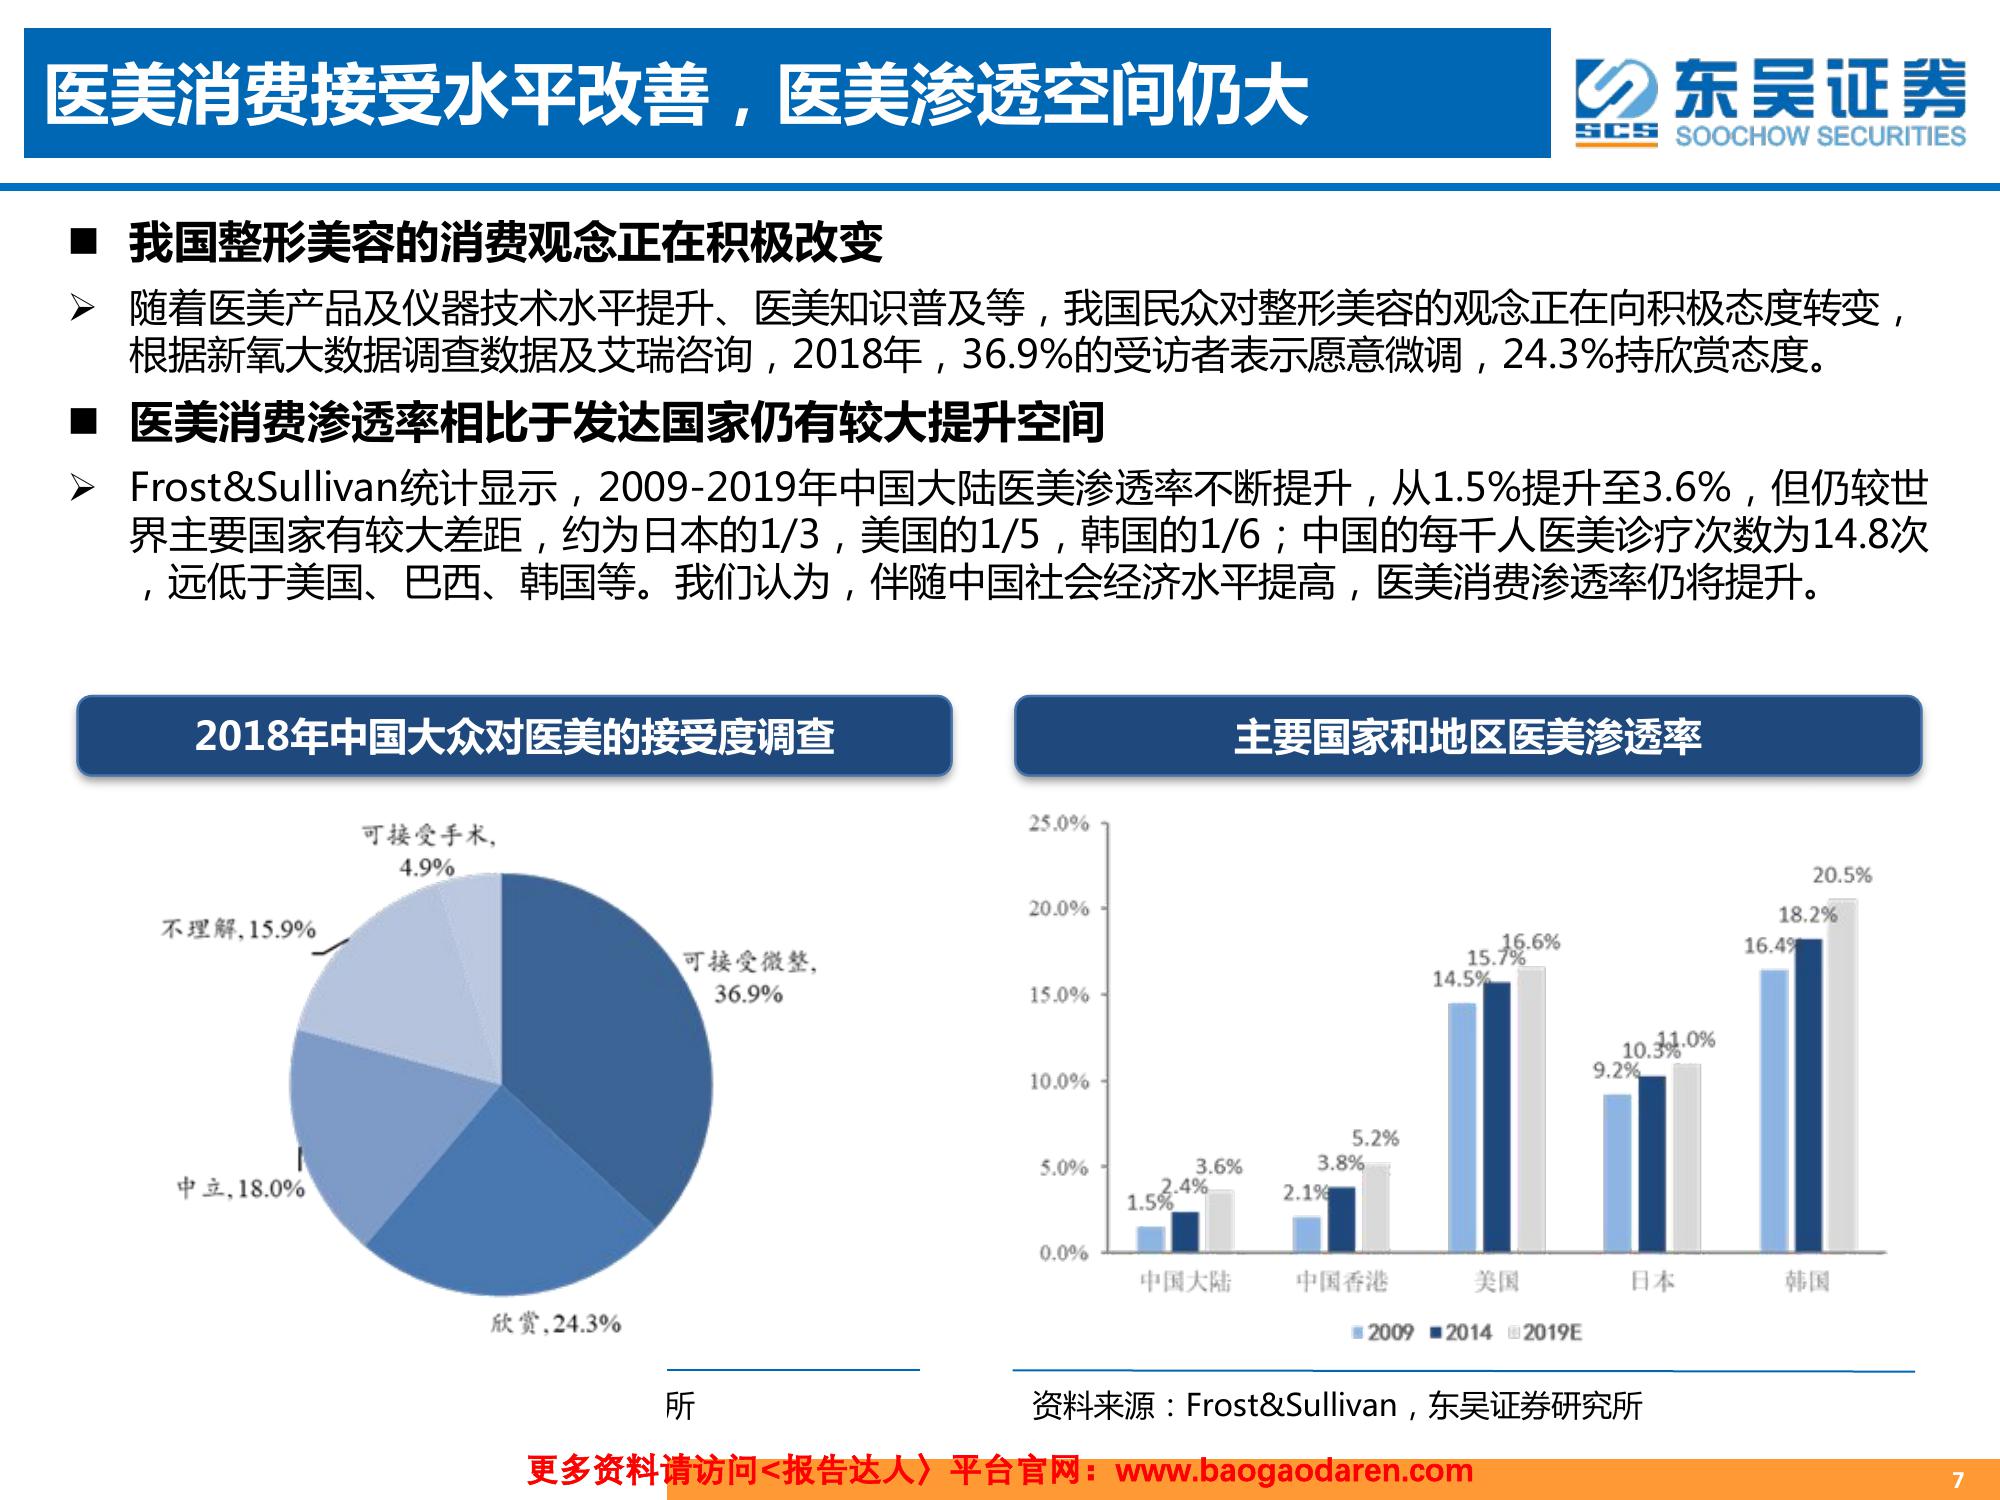 医美消费接受水平改善，医美渗透空间仍大
东吴证券
SCS
SOOCHOW SECURITIES
■ 我国整形美容的消费观念正在积极改变
➢ 随着医美产品及仪器技术水平提升、医美知识普及等，我国民众对整形美容的观念正在向积极态度转变，
根据新氧大数据调查数据及艾瑞咨询，2018年，36.9%的受访者表示愿意微调，24.3%持欣赏态度。
■ 医美消费渗透率相比于发达国家仍有较大提升空间
➢ Frost&Sullivan统计显示，2009-2019年中国大陆医美渗透率不断提升，从1.5%提升至3.6%，但仍较世
界主要国家有较大差距，约为日本的1/3，美国的1/5，韩国的1/6；中国的每千人医美诊疗次数为14.8次
，远低于美国、巴西、韩国等。我们认为，伴随中国社会经济水平提高，医美消费渗透率仍将提升。
2018年中国大众对医美的接受度调查
可接受手术,
4.9%
不理解,15.9%
可接受微整,
36.9%
中立,18.0%
欣赏,24.3%
所
主要国家和地区医美渗透率
25.0%
20.0%
15.0%
10.0%
5.0%
0.0%
1.5%
2.4%
3.6%
2.1%
3.8%
5.2%
14.5%
15.7%
16.6%
9.2%
10.3%
11.0%
16.4%
18.2%
20.5%
中国大陆
中国香港
美国
日本
韩国
2009 2014 2019E
资料来源：Frost&Sullivan，东吴证券研究所
更多资料请访问<报告达人〉平台官网：www.baogaodaren.com
7